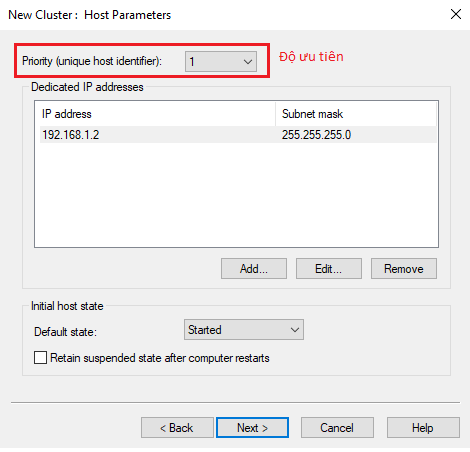 New Cluster : Host Parameters
Priority (unique host identifier): 1 Độ ưu tiên
Dedicated IP addresses
IP address Subnet mask
192.168.1.2 255.255.255.0
Add... Edit... Remove
Initial host state
Default state: Started
Retain suspended state after computer restarts
< Back Next > Cancel Help